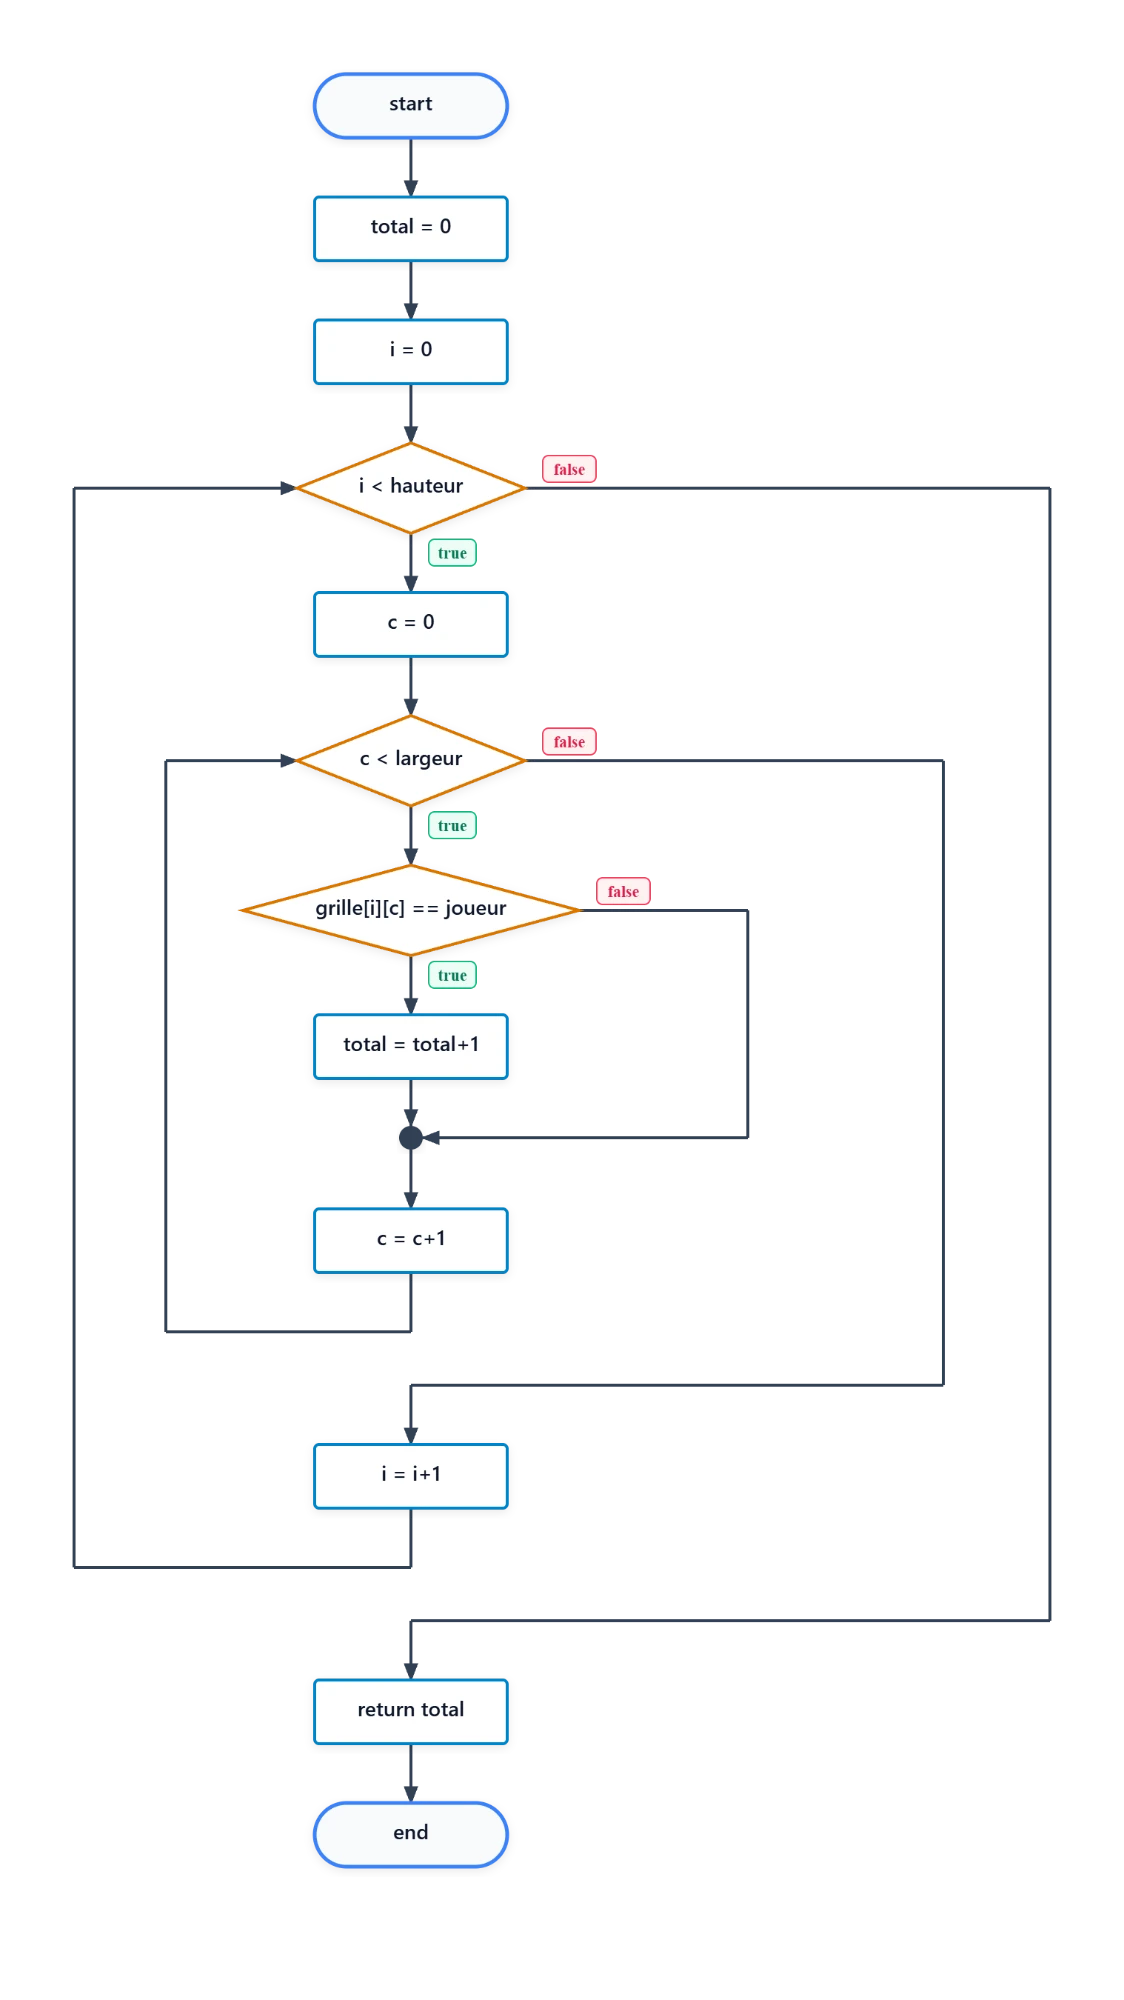 start
total = 0
i = 0
i < hauteur
false
true
c = 0
c < largeur
false
true
grille[i][c] == joueur
false
true
total = total+1
c = c+1
i = i+1
return total
end